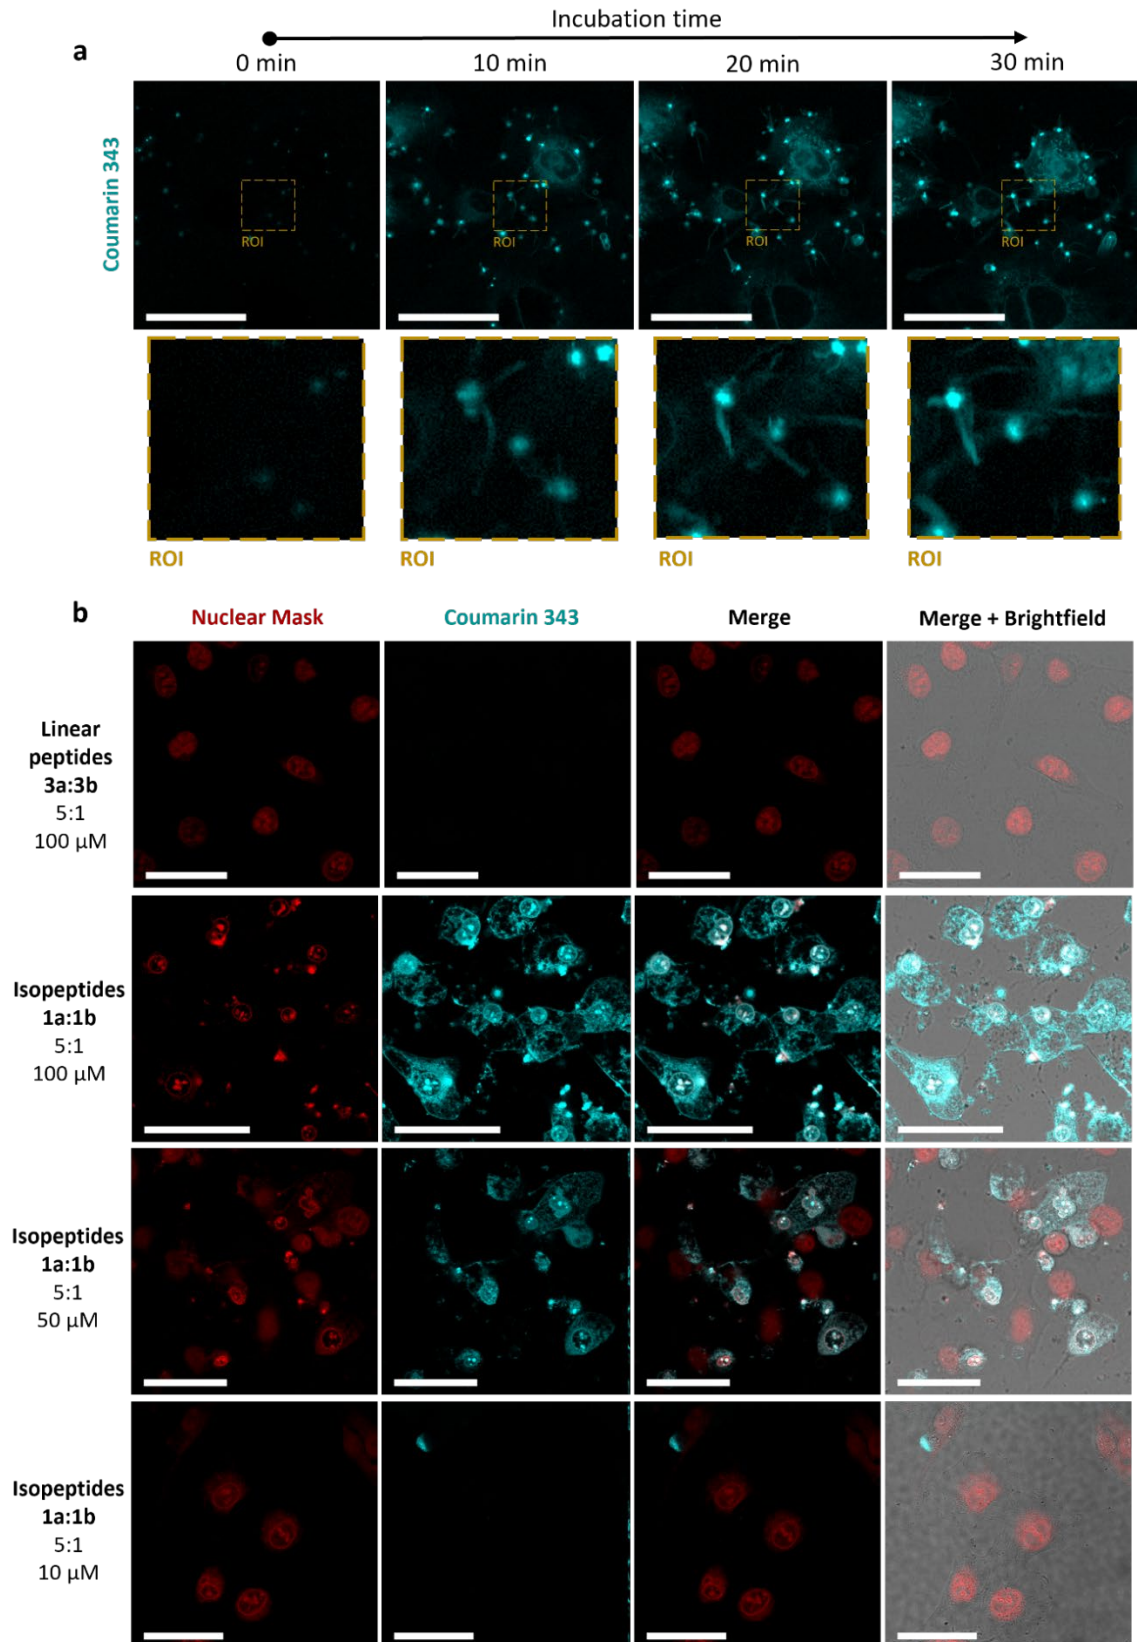 Incubation time
a
0 min 10 min 20 min 30 min
Coumarin 343
ROI ROI ROI ROI
ROI ROI ROI ROI
b
Nuclear Mask Coumarin 343 Merge Merge + Brightfield
Linear
peptides
3a:3b
5:1
100 µM
Isopeptides
1a:1b
5:1
100 µM
Isopeptides
1a:1b
5:1
50 µM
Isopeptides
1a:1b
5:1
10 µM